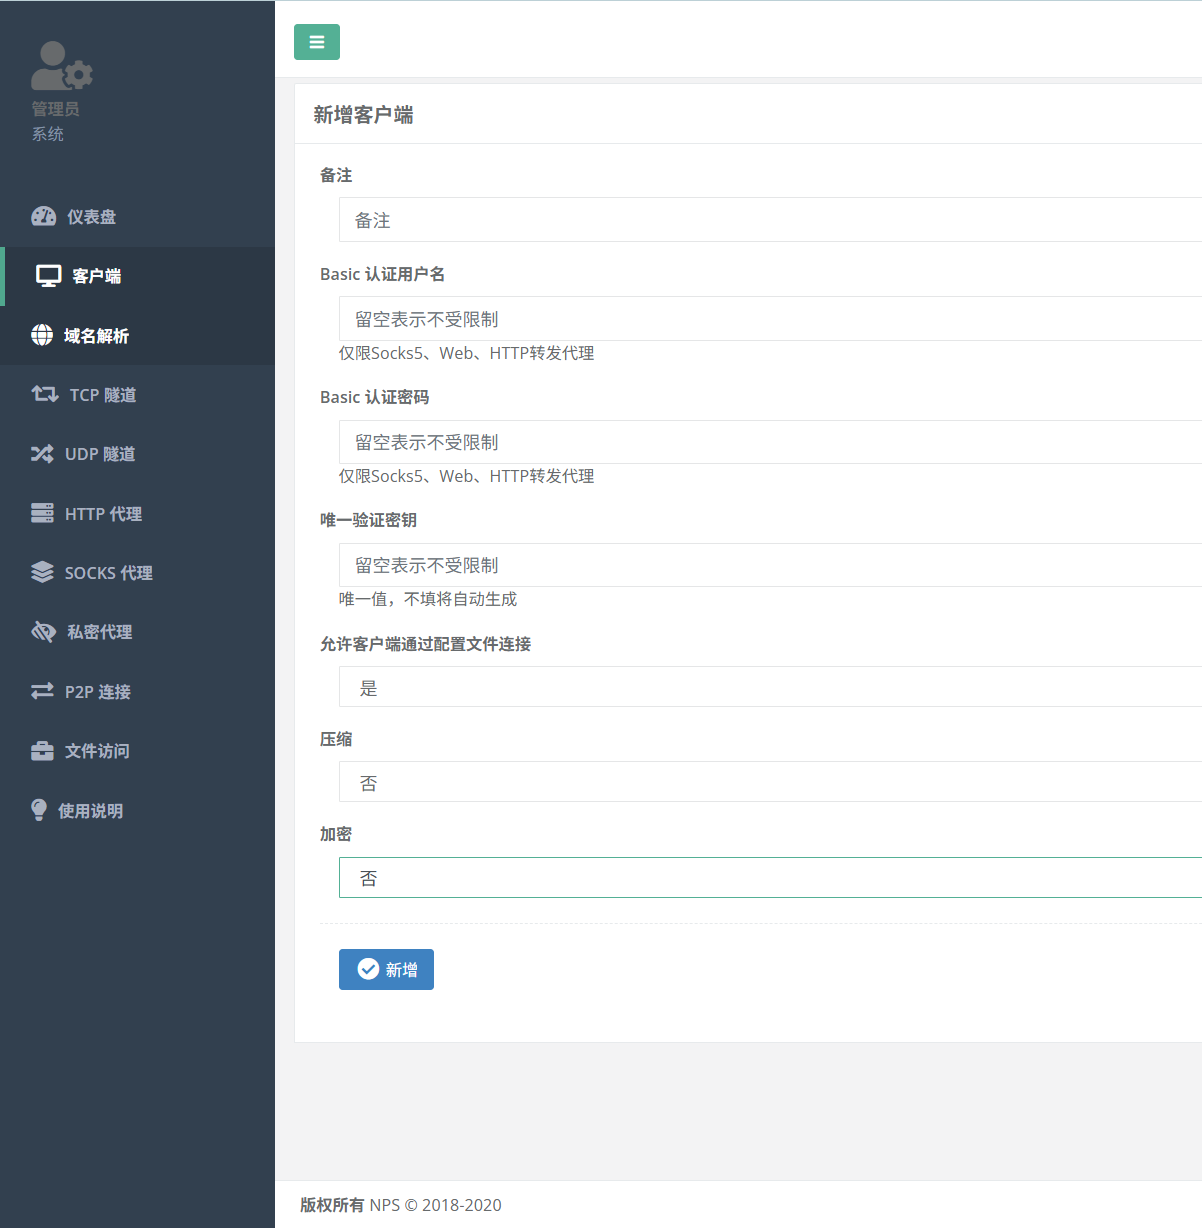 管理员
系统
仪表盘
客户端
域名解析
TCP 隧道
UDP 隧道
HTTP 代理
SOCKS 代理
私密代理
P2P 连接
文件访问
使用说明
新增客户端
备注
备注
Basic 认证用户名
留空表示不受限制
仅限Socks5、Web、HTTP转发代理
Basic 认证密码
留空表示不受限制
仅限Socks5、Web、HTTP转发代理
唯一验证密钥
留空表示不受限制
唯一值，不填将自动生成
允许客户端通过配置文件连接
是
压缩
否
加密
否
新增
版权所有 NPS © 2018-2020